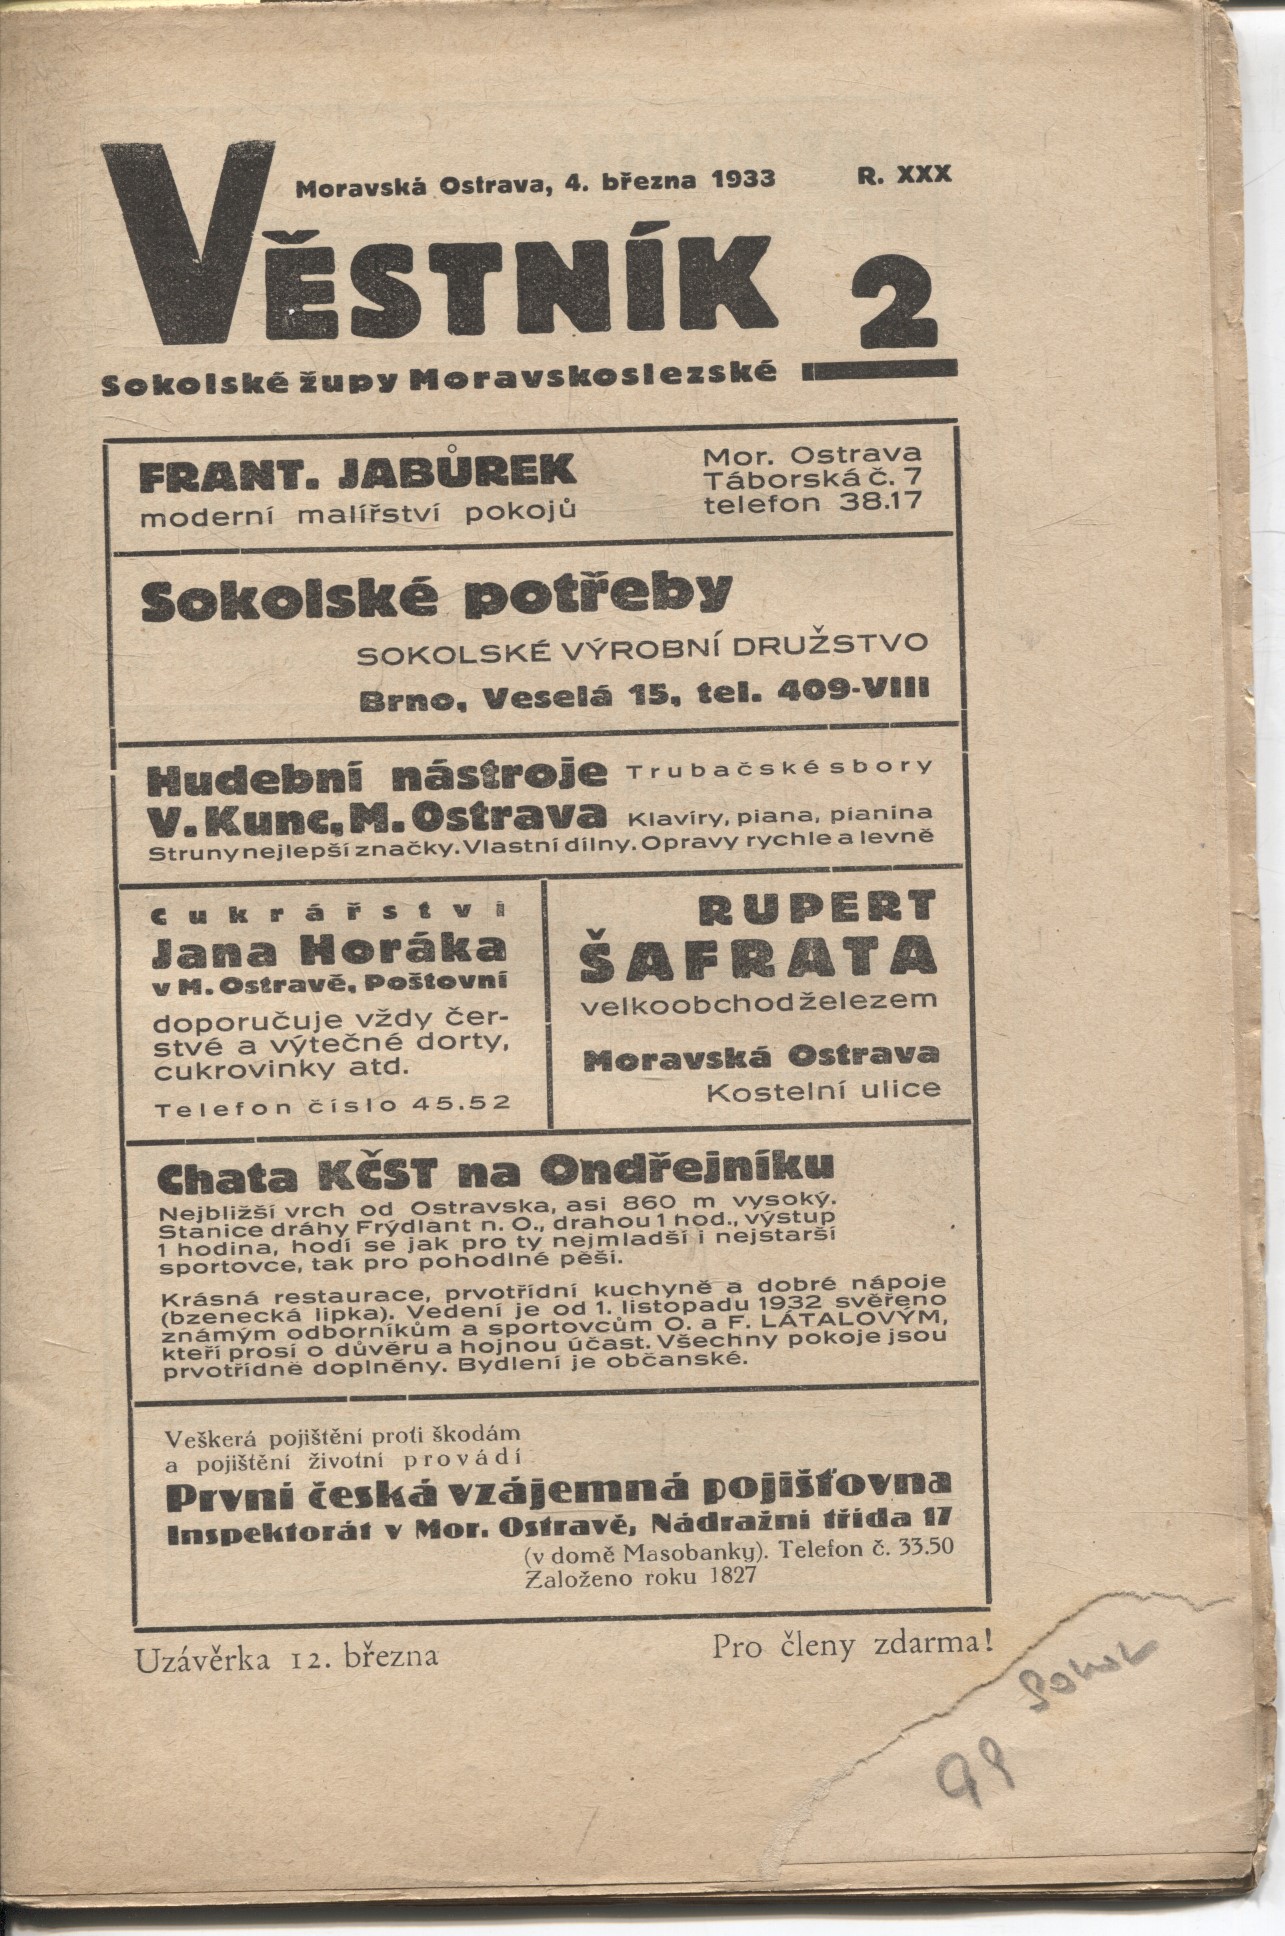 Moravská Ostrava, 4. března 1933 R. XXX
VĚSTNÍK 2
Sokolské župy Moravskoslezské
FRANT. JABŮREK
moderní malířství pokojů
Mor. Ostrava
Táborská č. 7
telefon 38.17
Sokolské potřeby
SOKOLSKÉ VÝROBNÍ DRUŽSTVO
Brno, Veselá 15, tel. 409-VIII
Hudební nástroje Trubačské sbory
V. Kunc, M. Ostrava Klavíry, piana, pianina
Struny nejlepší značky. Vlastní dílny. Opravy rychle a levně
Cukrářství
Jana Horáka
v M. Ostravě, Poštovní
doporučuje vždy čer-
stvé a výtečné dorty,
cukrovinky atd.
Telefon číslo 45.52
RUPERT
ŠAFRATA
velkoobchod železem
Moravská Ostrava
Kostelní ulice
Chata KČST na Ondřejníku
Nejbližší vrch od Ostravska, asi 860 m vysoký.
Stanice dráhy Frýdlant n. O., drahou 1 hod., výstup
1 hodina, hodí se jak pro ty nejmladší i nejstarší
sportovce, tak pro pohodlné pěší.
Krásná restaurace, prvotřídní kuchyně a dobré nápoje
(bzenecká lipka). Vedení je od 1. listopadu 1932 svěřeno
známým odborníkům a sportovcům O. a F. LÁTALOVÝM,
kteří prosí o důvěru a hojnou účast. Všechny pokoje jsou
prvotřídně doplněny. Bydlení je občanské.
Veškerá pojištění proti škodám
a pojištění životní provádí
První česká vzájemná pojišťovna
Inspektorát v Mor. Ostravě, Nádražní třída 17
(v domě Masobanky). Telefon č. 33.50
Založeno roku 1827
Uzávěrka 12. března Pro členy zdarma!
Sokol